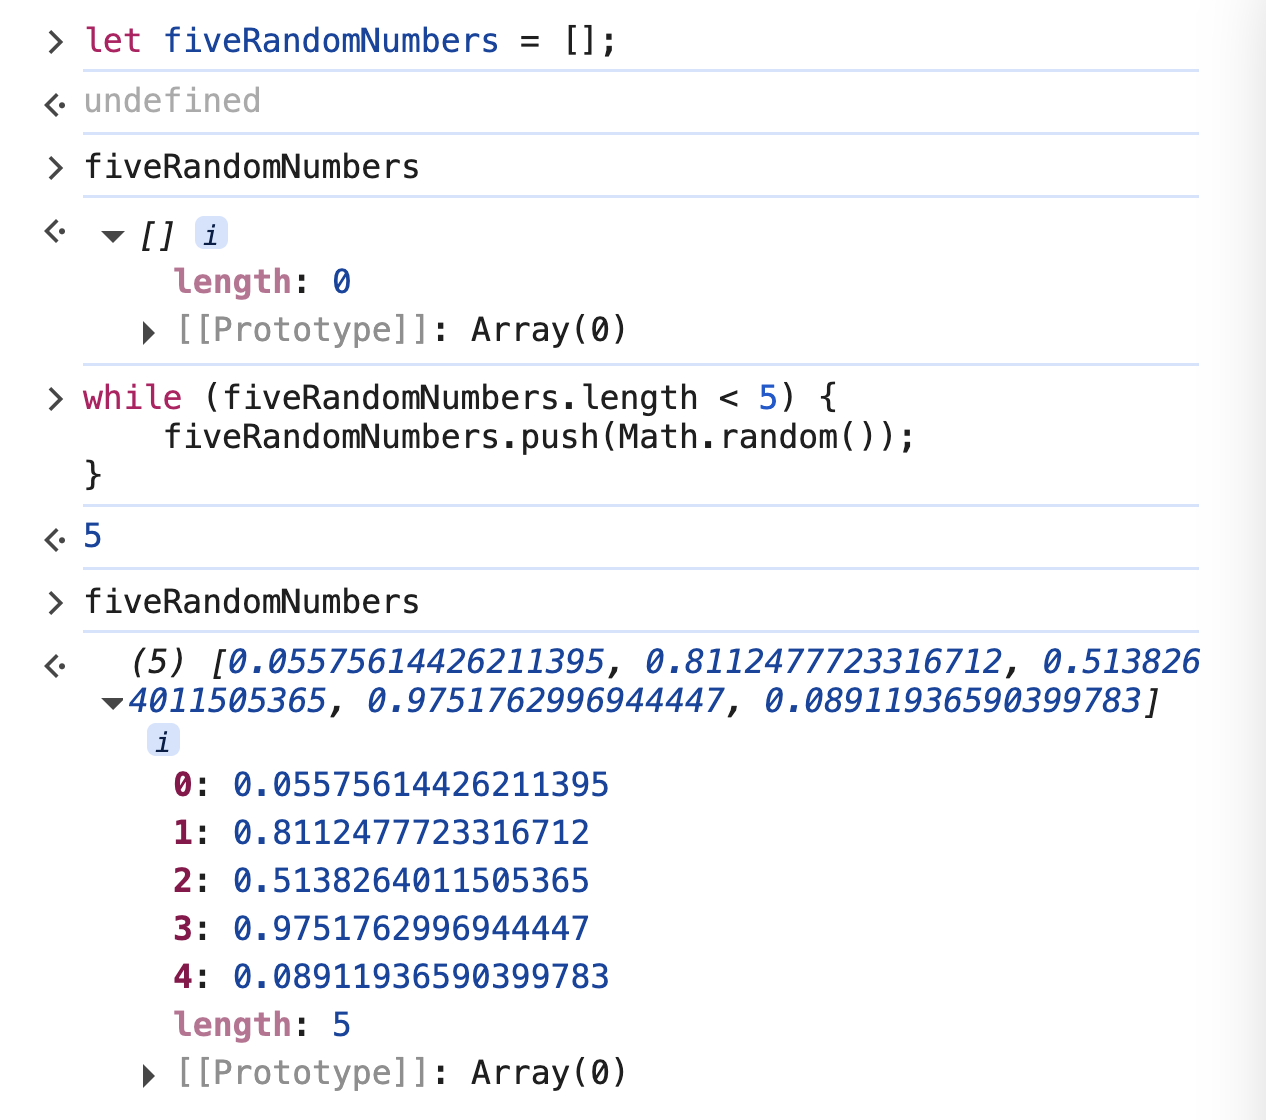 > let fiveRandomNumbers = [];
undefined
> fiveRandomNumbers
[] i
length: 0
[[Prototype]]: Array(0)
> while (fiveRandomNumbers.length < 5) {
    fiveRandomNumbers.push(Math.random());
}
5
> fiveRandomNumbers
(5) [0.05575614426211395, 0.8112477723316712, 0.513826
4011505365, 0.9751762996944447, 0.08911936590399783]
i
0: 0.05575614426211395
1: 0.8112477723316712
2: 0.5138264011505365
3: 0.9751762996944447
4: 0.08911936590399783
length: 5
[[Prototype]]: Array(0)